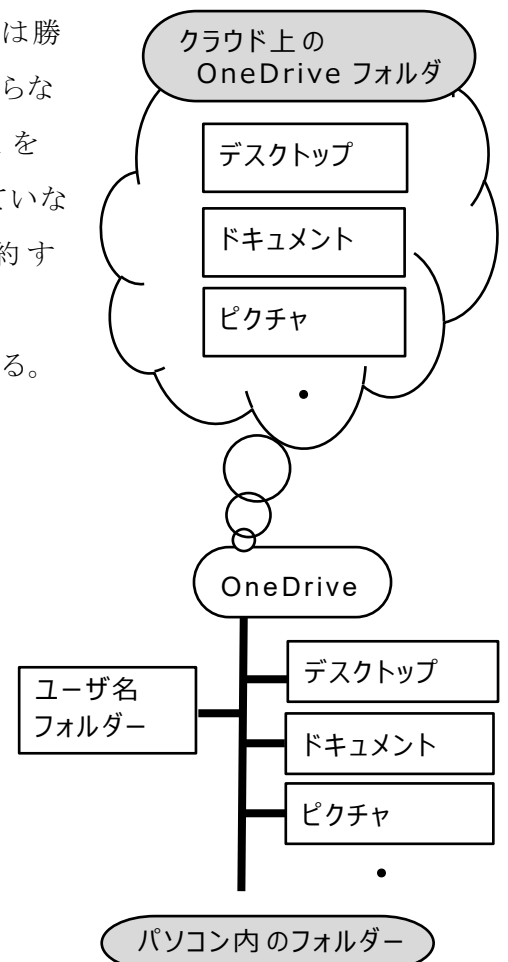 は勝
らな
を
ていな
約す
る。
クラウド上の
OneDrive フォルダ
デスクトップ
ドキュメント
ピクチャ
OneDrive
ユーザ名
フォルダー
デスクトップ
ドキュメント
ピクチャ
パソコン内のフォルダー